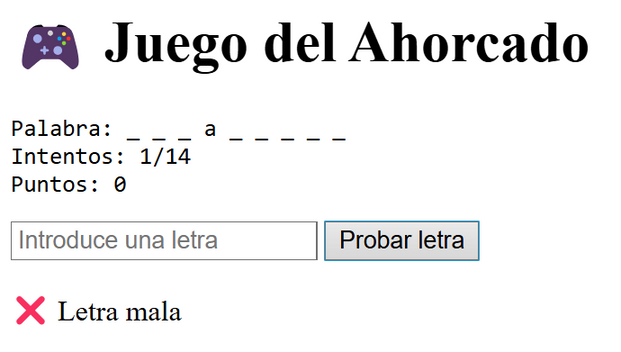 Juego del Ahorcado
Palabra: _ _ _ a _ _ _ _ _
Intentos: 1/14
Puntos: 0
Introduce una letra Probar letra
Letra mala